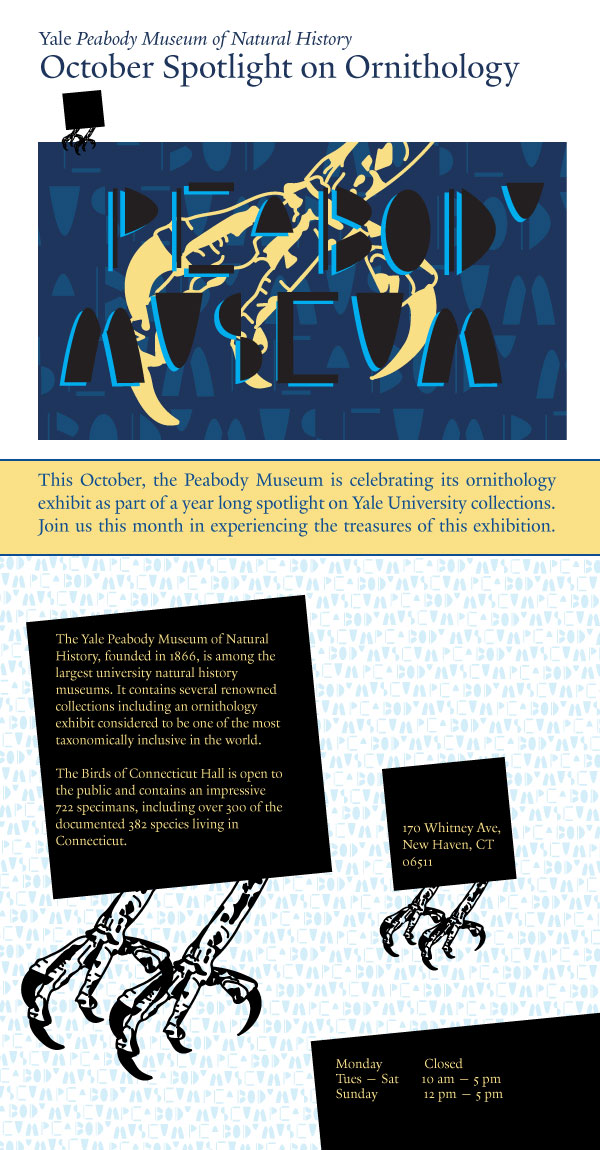 Yale Peabody Museum of Natural History
October Spotlight on Ornithology
PEABODY
MUSEUM
This October, the Peabody Museum is celebrating its ornithology
exhibit as part of a year long spotlight on Yale University collections.
Join us this month in experiencing the treasures of this exhibition.
The Yale Peabody Museum of Natural
History, founded in 1866, is among the
largest university natural history
museums. It contains several renowned
collections including an ornithology
exhibit considered to be one of the most
taxonomically inclusive in the world.
The Birds of Connecticut Hall is open to
the public and contains an impressive
722 specimans, including over 300 of the
documented 382 species living in
Connecticut.
170 Whitney Ave,
New Haven, CT
06511
Monday Closed
Tues – Sat 10 am – 5 pm
Sunday 12 pm – 5 pm